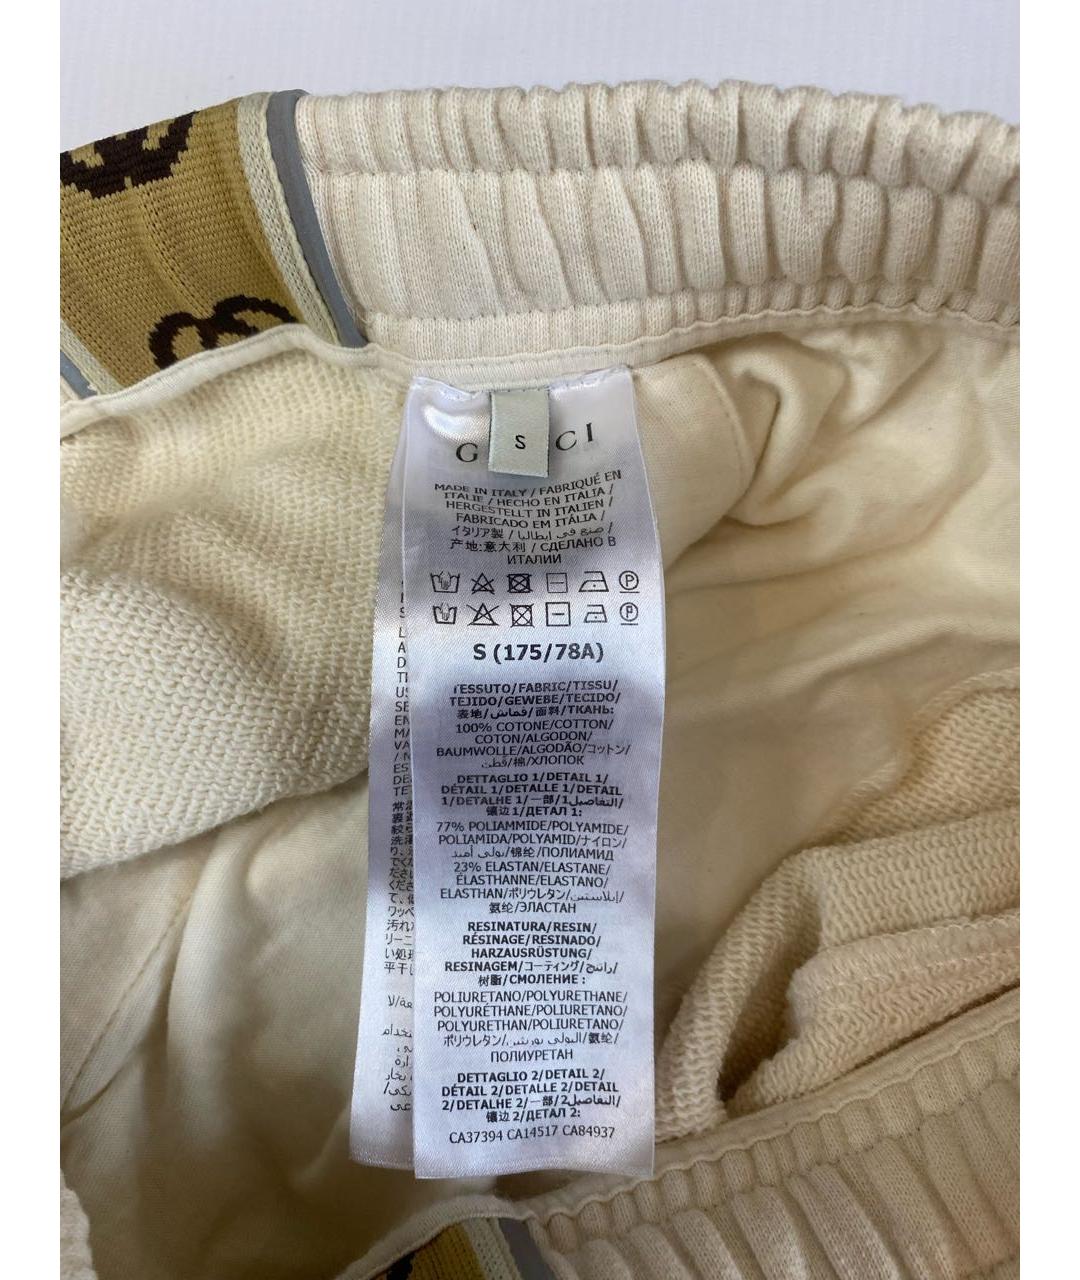 S
G CI
MADE IN ITALY / FABRIQUÉ EN
ITALIE / HECHO EN ITALIA /
HERGESTELLT IN ITALIEN /
FABRICADO EM ITÁLIA /
イタリア製 / صنع في إيطاليا /
产地:意大利 / СДЕЛАНО В
ИТАЛИИ
S (175/78A)
TESSUTO/FABRIC/TISSU/
TEJIDO/GEWEBE/TECIDO/
表地/قماش/面料/ТКАНЬ:
100% COTONE/COTTON/
COTON/ALGODON/
BAUMWOLLE/ALGODÃO/コットン/
قطن/棉/ХЛОПОК
DETTAGLIO 1/DETAIL 1/
DÉTAIL 1/DETALLE 1/DETAIL
1/DETALHE 1/一部/1التفاصيل/
镶边1/ДЕТАЛ 1:
77% POLIAMMIDE/POLYAMIDE/
POLIAMIDA/POLYAMID/ナイロン/
بولي أميد/锦纶/ПОЛИАМИД
23% ELASTAN/ELASTANE/
ÉLASTHANNE/ELASTANO/
ELASTHAN/ポリウレタン/إيلاستين/
氨纶/ЭЛАСТАН
RESINATURA/RESIN/
RÉSINAGE/RESINADO/
HARZAUSRÜSTUNG/
RESINAGEM/コーティング/راتنج/
树脂/СМОЛЕНИЕ :
POLIURETANO/POLYURETHANE/
POLYURÉTHANE/POLIURETANO/
POLYURETHAN/POLIURETANO/
ポリウレタン/البولي يوريثين/氨纶/
ПОЛИУРЕТАН
DETTAGLIO 2/DETAIL 2/
DÉTAIL 2/DETALLE 2/DETAIL
2/DETALHE 2/一部/2التفاصيل/
镶边 2/ДЕТАЛ 2:
CA37394 CA14517 CA84937